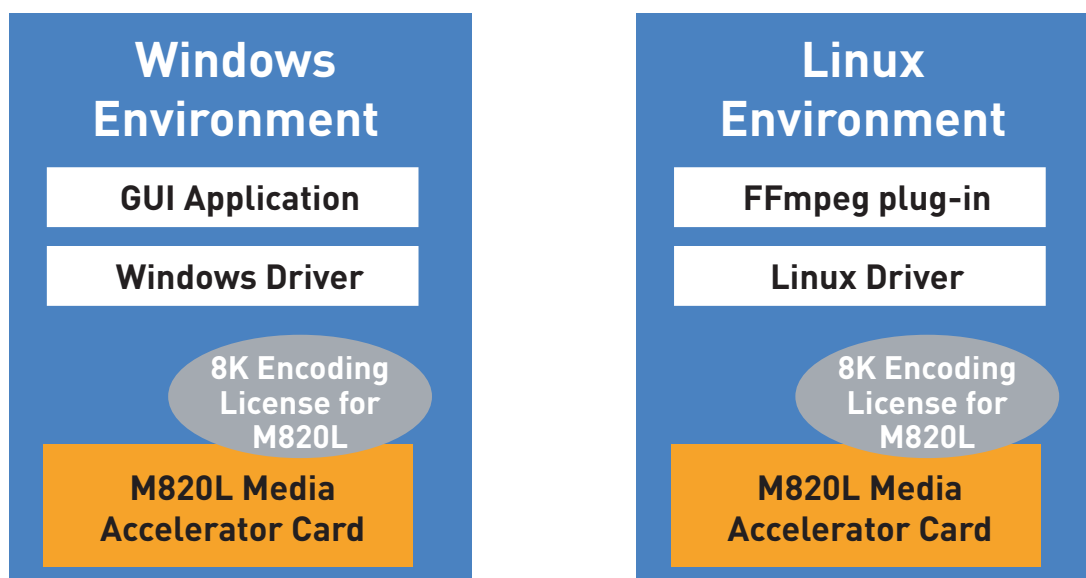 Windows
Environment
GUI Application
Windows Driver
8K Encoding
License for
M820L
M820L Media
Accelerator Card
Linux
Environment
FFmpeg plug-in
Linux Driver
8K Encoding
License for
M820L
M820L Media
Accelerator Card